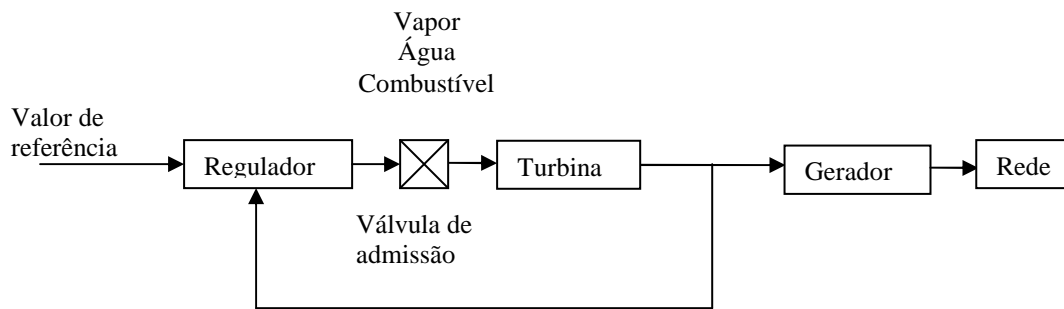 Vapor
Água
Combustível
Valor de
referência
Regulador
Turbina
Gerador
Rede
Válvula de
admissão